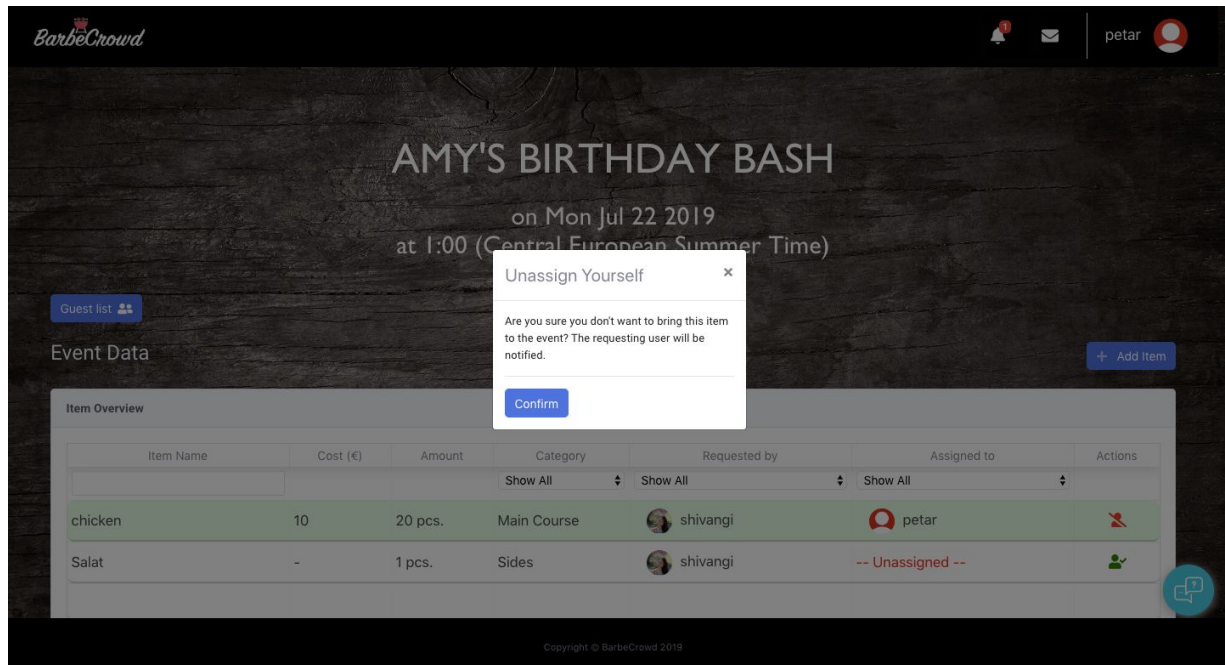 BarbeCrowd
1
petar
AMY'S BIRTHDAY BASH
on Mon Jul 22 2019
at 1:00 (Central European Summer Time)
Unassign Yourself ×
Are you sure you don't want to bring this item
to the event? The requesting user will be
notified.
Confirm
Guest list
Event Data
+ Add Item
Item Overview
Item Name Cost (€) Amount Category Requested by Assigned to Actions
Show All Show All Show All
chicken 10 20 pcs. Main Course shivangi petar
Salat - 1 pcs. Sides shivangi -- Unassigned --
Copyright © BarbeCrowd 2019